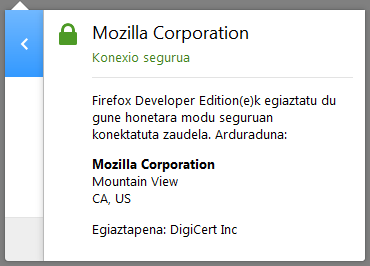 Mozilla Corporation
Konexio segurua
Firefox Developer Edition(e)k egiaztatu du
gune honetara modu seguruan
konektatuta zaudela. Arduraduna:
Mozilla Corporation
Mountain View
CA, US
Egiaztapena: DigiCert Inc